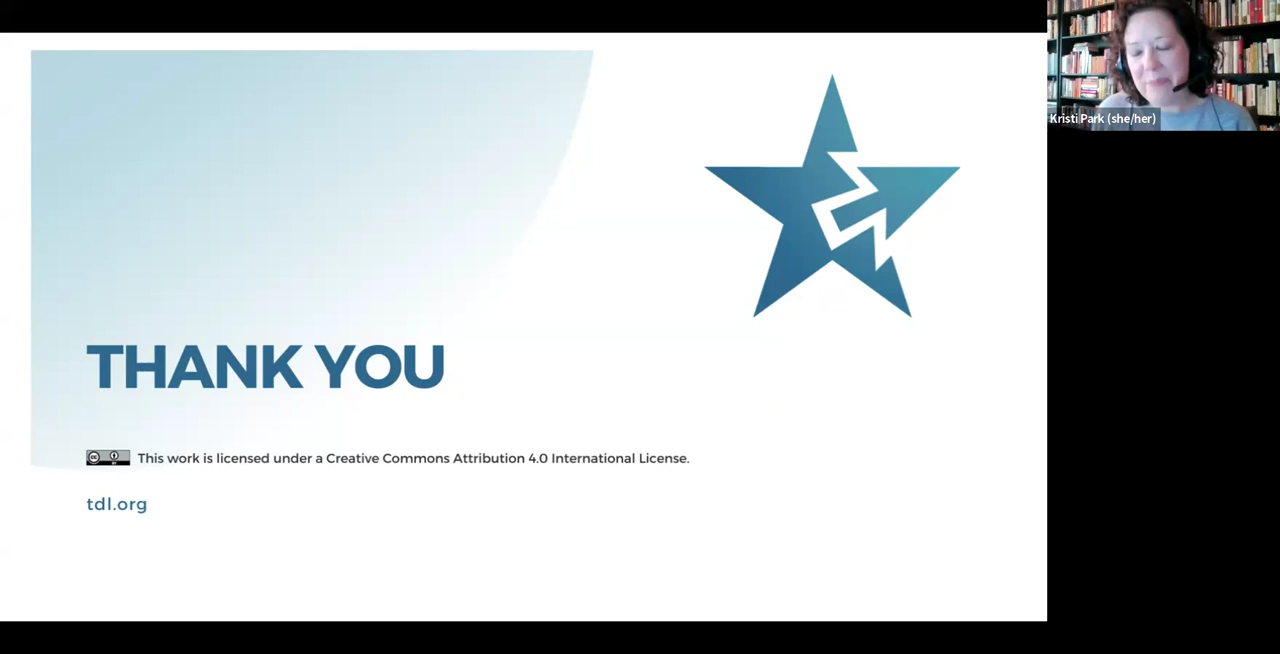 Kristi Park (she/her)
THANK YOU
This work is licensed under a Creative Commons Attribution 4.0 International License.
tdl.org